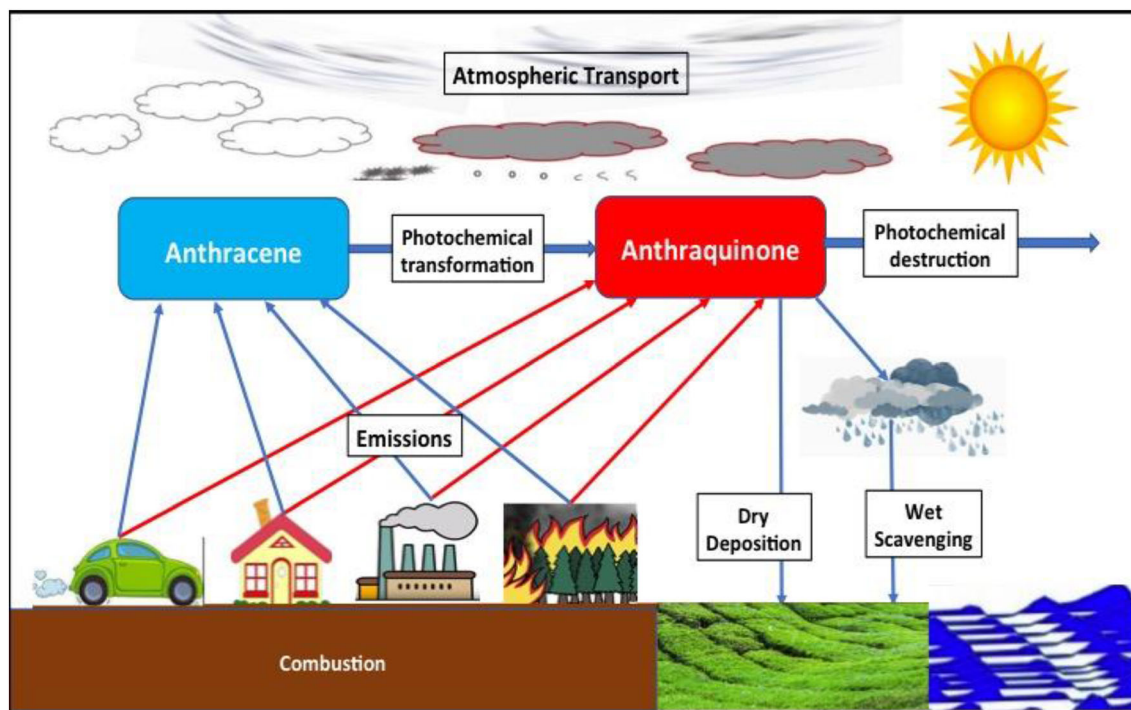 Atmospheric Transport
Anthracene
Photochemical
transformation
Anthraquinone
Photochemical
destruction
Emissions
Dry
Deposition
Wet
Scavenging
Combustion